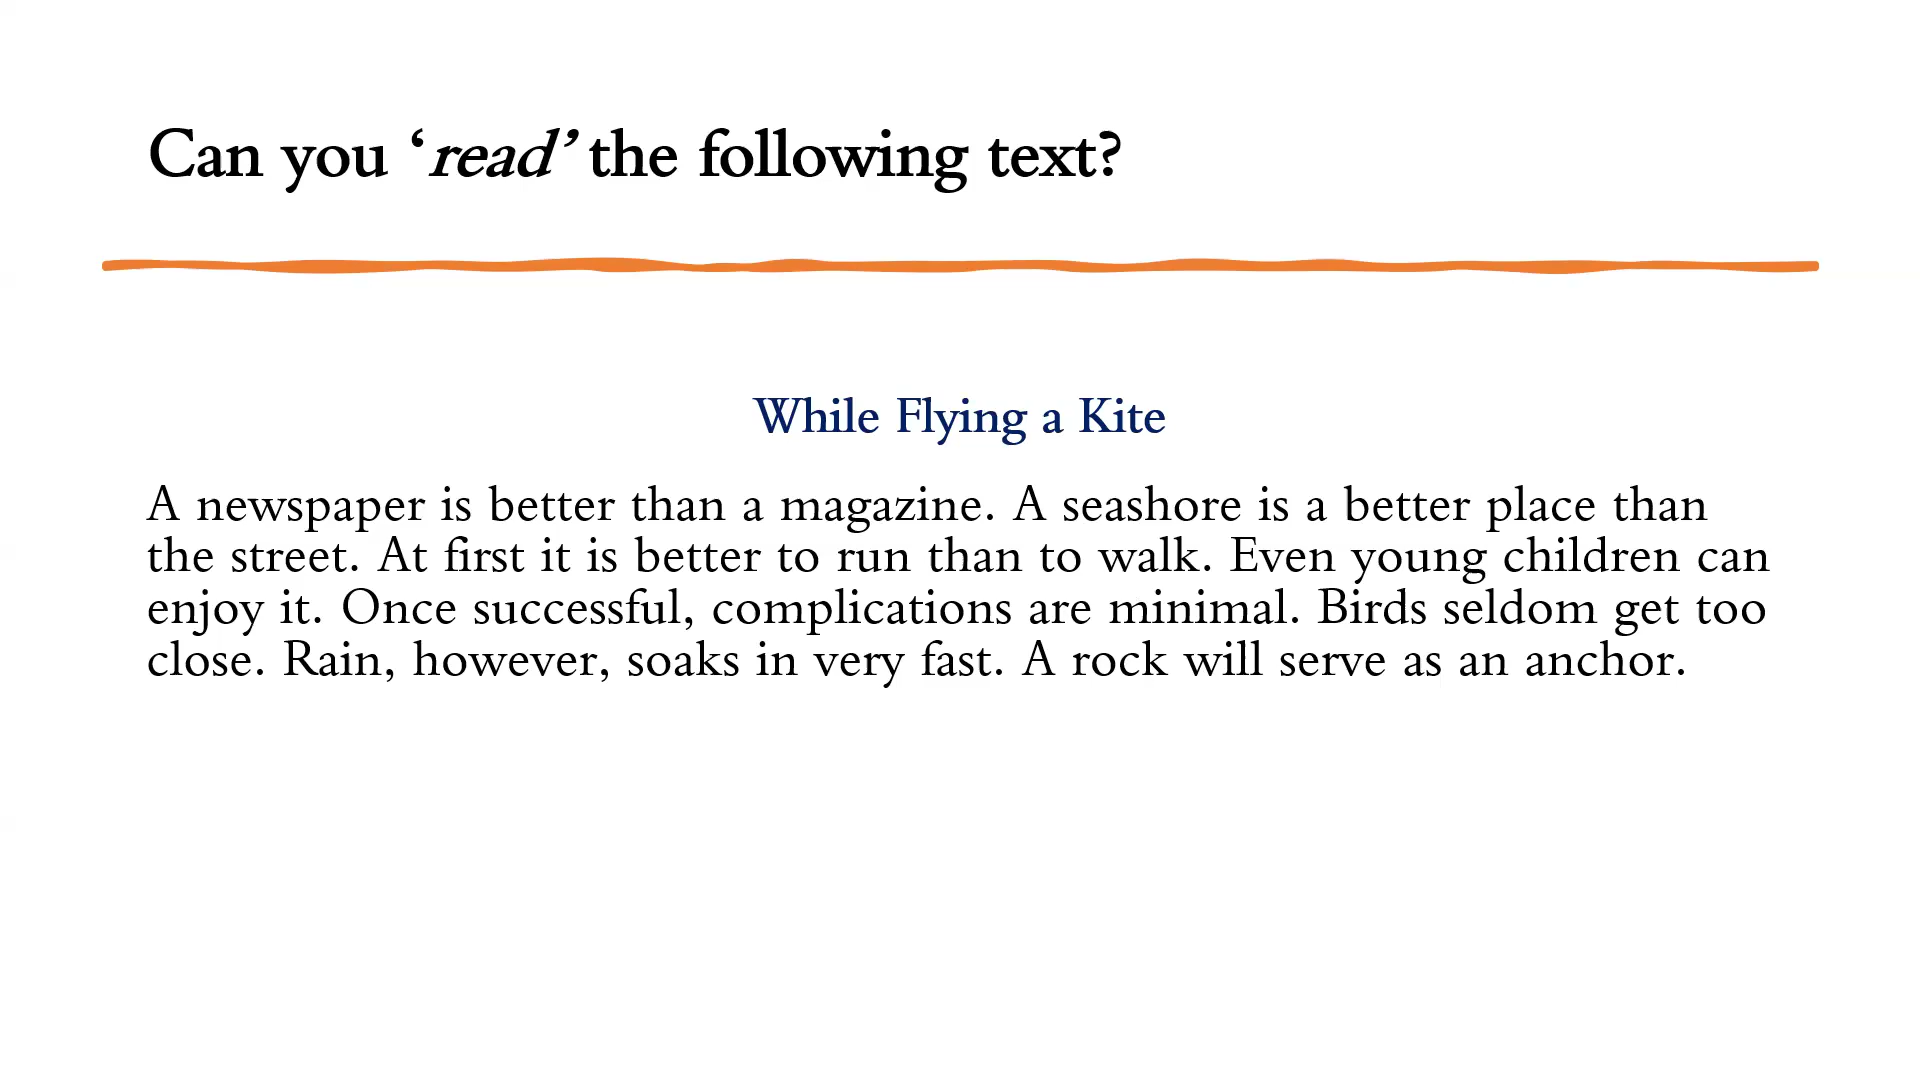 Can you ‘read’ the following text?
While Flying a Kite
A newspaper is better than a magazine. A seashore is a better place than
the street. At first it is better to run than to walk. Even young children can
enjoy it. Once successful, complications are minimal. Birds seldom get too
close. Rain, however, soaks in very fast. A rock will serve as an anchor.